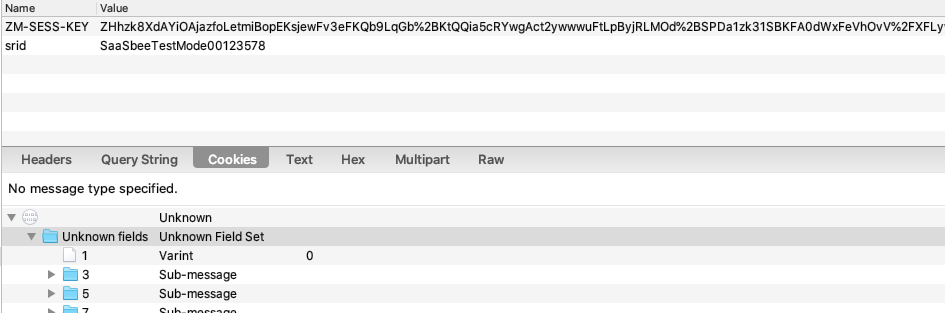 Name Value
ZM-SESS-KEY ZHhzk8XdAYiOAjazfoLetmiBopEKsjewFv3eFKQb9LqGb%2BKtQQia5cRYwgAct2ywwwuFtLpByjRLMOd%2BSPDa1zk31SBKFA0dWxFeVhOvV%2FXFLy
srid SaaSbeeTestMode00123578
Headers Query String Cookies Text Hex Multipart Raw
No message type specified.
Unknown
Unknown fields Unknown Field Set
1 Varint 0
3 Sub-message
5 Sub-message
7 Sub-message